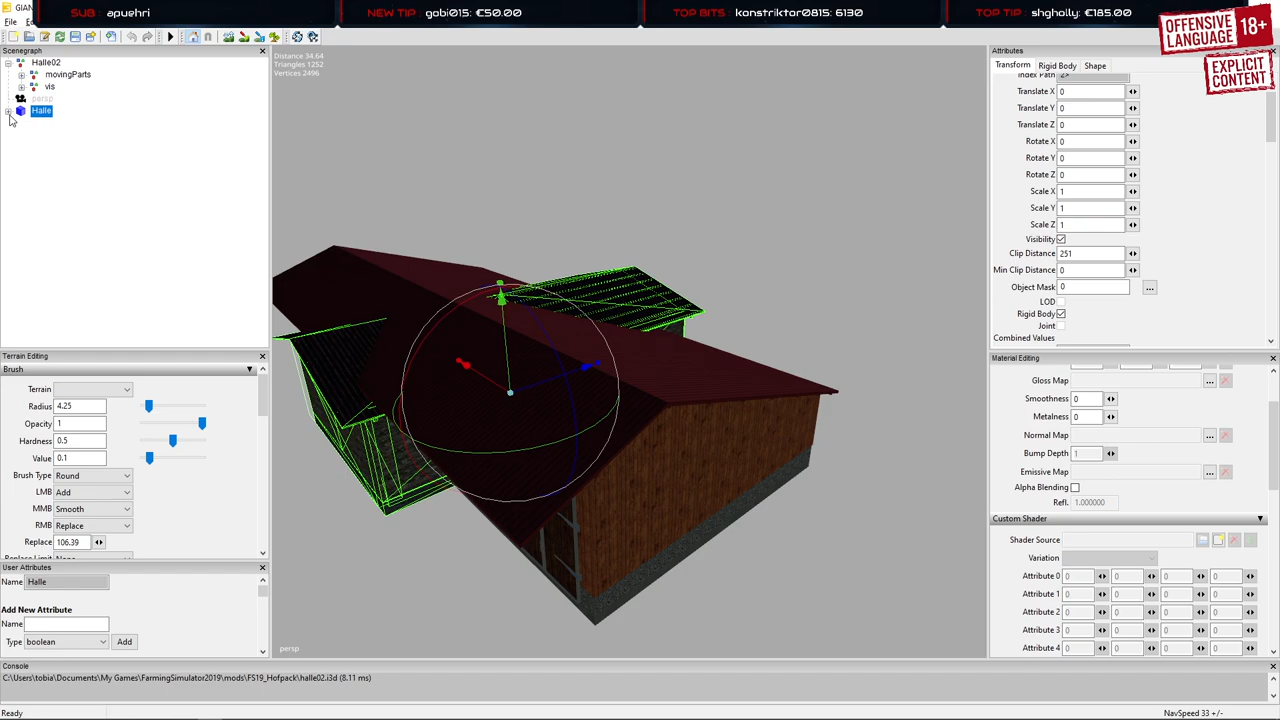 SUB : apuehri
NEW TIP : gobi015: €50.00
TOP BITS : konstriktor0815: 6130
OFFENSIVE LANGUAGE 18+
EXPLICIT CONTENT
File
Scenegraph
Halle02
movingParts
vis
persp
Halle
Distance 34.64
Triangles 1252
Vertices 2496
persp
Terrain Editing
Brush
Terrain
Radius 4.25
Opacity 1
Hardness 0.5
Value 0.1
Brush Type Round
LMB Add
MMB Smooth
RMB Replace
Replace 106.39
User Attributes
Name Halle
Add New Attribute
Name
Type boolean Add
Attributes
Transform Rigid Body Shape
Index Path 2>
Translate X 0
Translate Y 0
Translate Z 0
Rotate X 0
Rotate Y 0
Rotate Z 0
Scale X 1
Scale Y 1
Scale Z 1
Visibility
Clip Distance 251
Min Clip Distance 0
Object Mask 0 ...
LOD
Rigid Body
Joint
Combined Values
Material Editing
Gloss Map ...
Smoothness 0
Metalness 0
Normal Map ...
Bump Depth 1
Emissive Map ...
Alpha Blending
Refl. 1.000000
Custom Shader
Shader Source
Variation
Attribute 0 0 0 0 0
Attribute 1 0 0 0 0
Attribute 2 0 0 0 0
Attribute 3 0 0 0 0
Attribute 4 0 0 0 0
Console
C:\Users\tobia\Documents\My Games\FarmingSimulator2019\mods\FS19_Hofpack\halle02.i3d (8.11 ms)
Ready
NavSpeed 33 +/-